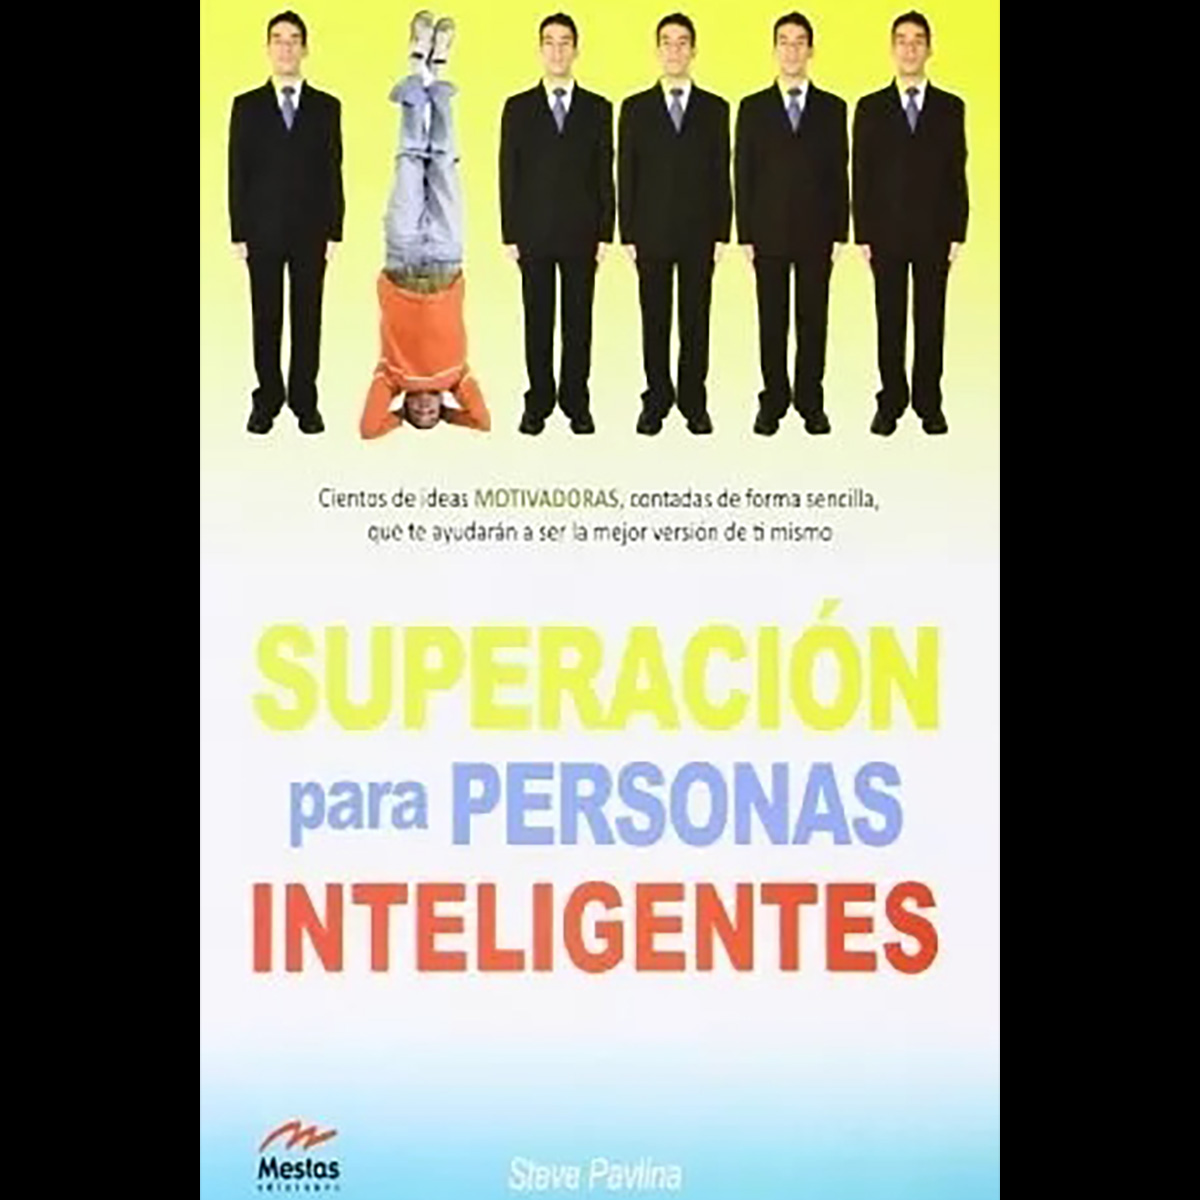 Cientos de ideas MOTIVADORAS, contadas de forma sencilla,
que te ayudarán a ser la mejor versión de ti mismo
SUPERACIÓN
para PERSONAS
INTELIGENTES
Mestas
ediciones
Steve Pavlina